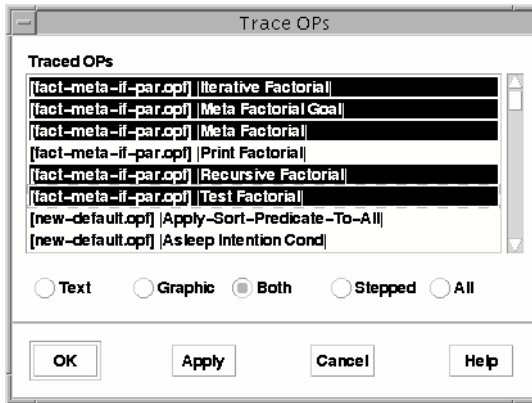 Trace OPs
Traced OPs
[fact-meta-if-par.opf] |Iterative Factorial|
[fact-meta-if-par.opf] |Meta Factorial Goal|
[fact-meta-if-par.opf] |Meta Factorial|
[fact-meta-if-par.opf] |Print Factorial|
[fact-meta-if-par.opf] |Recursive Factorial|
[fact-meta-if-par.opf] |Test Factorial|
[new-default.opf] |Apply-Sort-Predicate-To-All|
[new-default.opf] |Asleep Intention Cond|
Text Graphic Both Stepped All
OK Apply Cancel Help